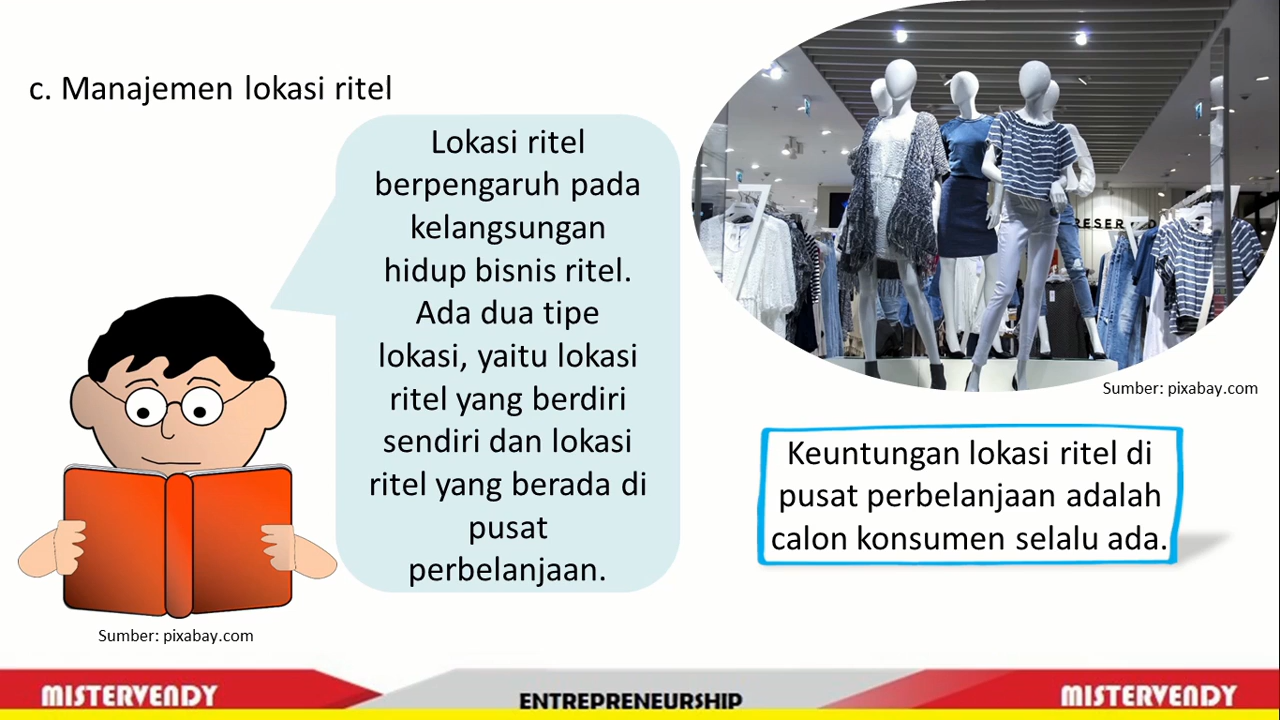 c. Manajemen lokasi ritel
Lokasi ritel
berpengaruh pada
kelangsungan
hidup bisnis ritel.
Ada dua tipe
lokasi, yaitu lokasi
ritel yang berdiri
sendiri dan lokasi
ritel yang berada di
pusat
perbelanjaan.
RESER
Sumber: pixabay.com
Keuntungan lokasi ritel di
pusat perbelanjaan adalah
calon konsumen selalu ada.
Sumber: pixabay.com
MISTERVENDY
ENTREPRENEURSHIP
MISTERVENDY